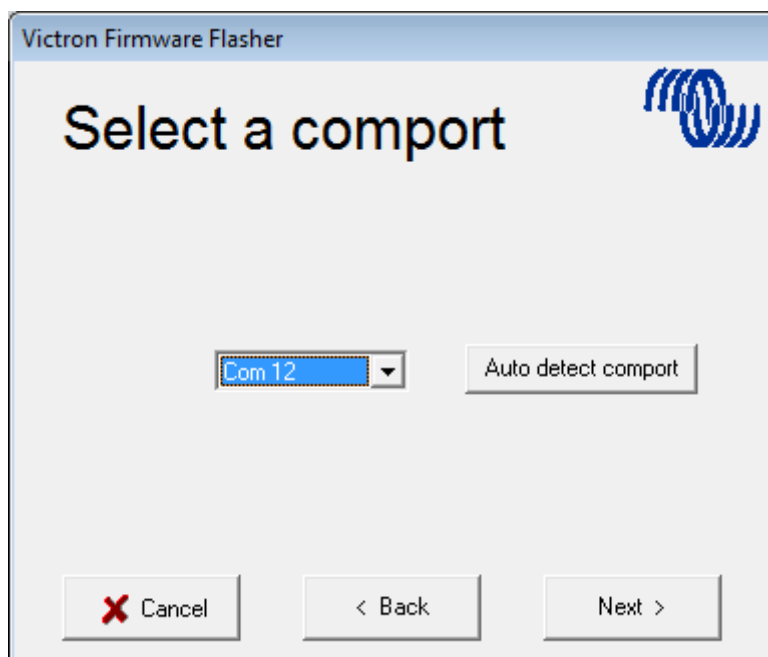 Victron Firmware Flasher
Select a comport
Com 12
Auto detect comport
Cancel
< Back
Next >